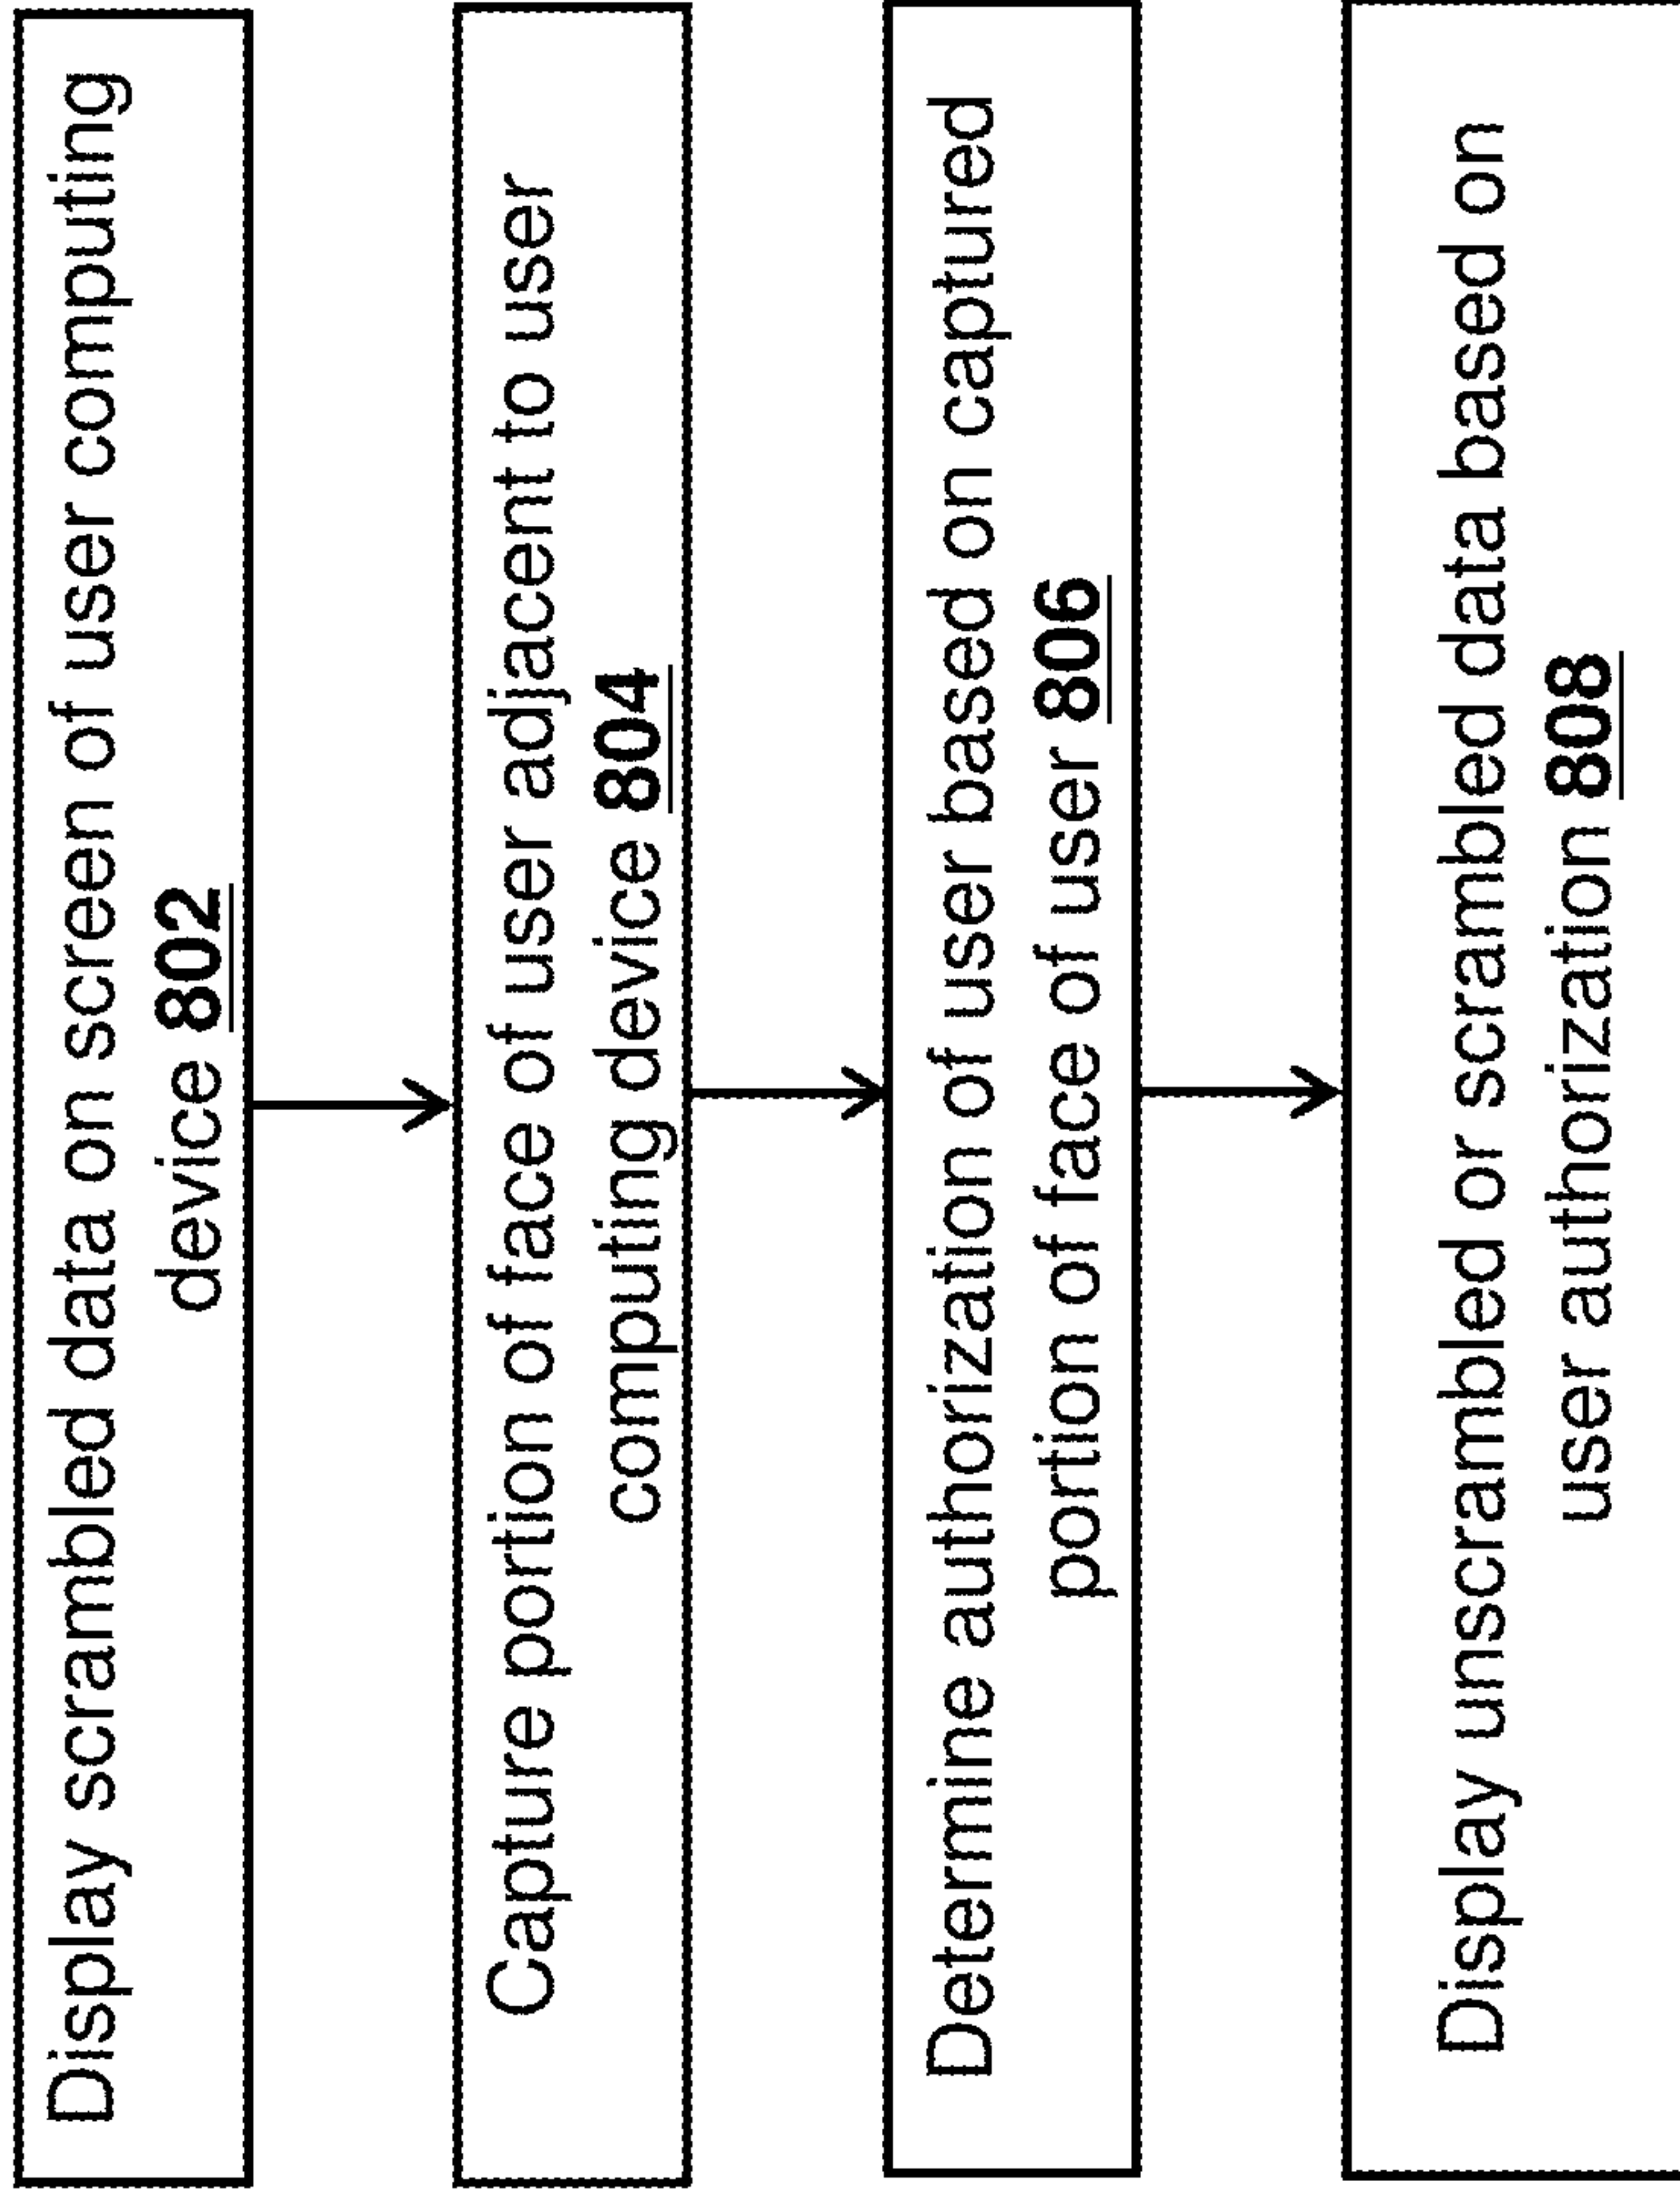 Display scrambled data on screen of user computing
device 802
Capture portion of face of user adjacent to user
computing device 804
Determine authorization of user based on captured
portion of face of user 806
Display unscrambled or scrambled data based on
user authorization 808